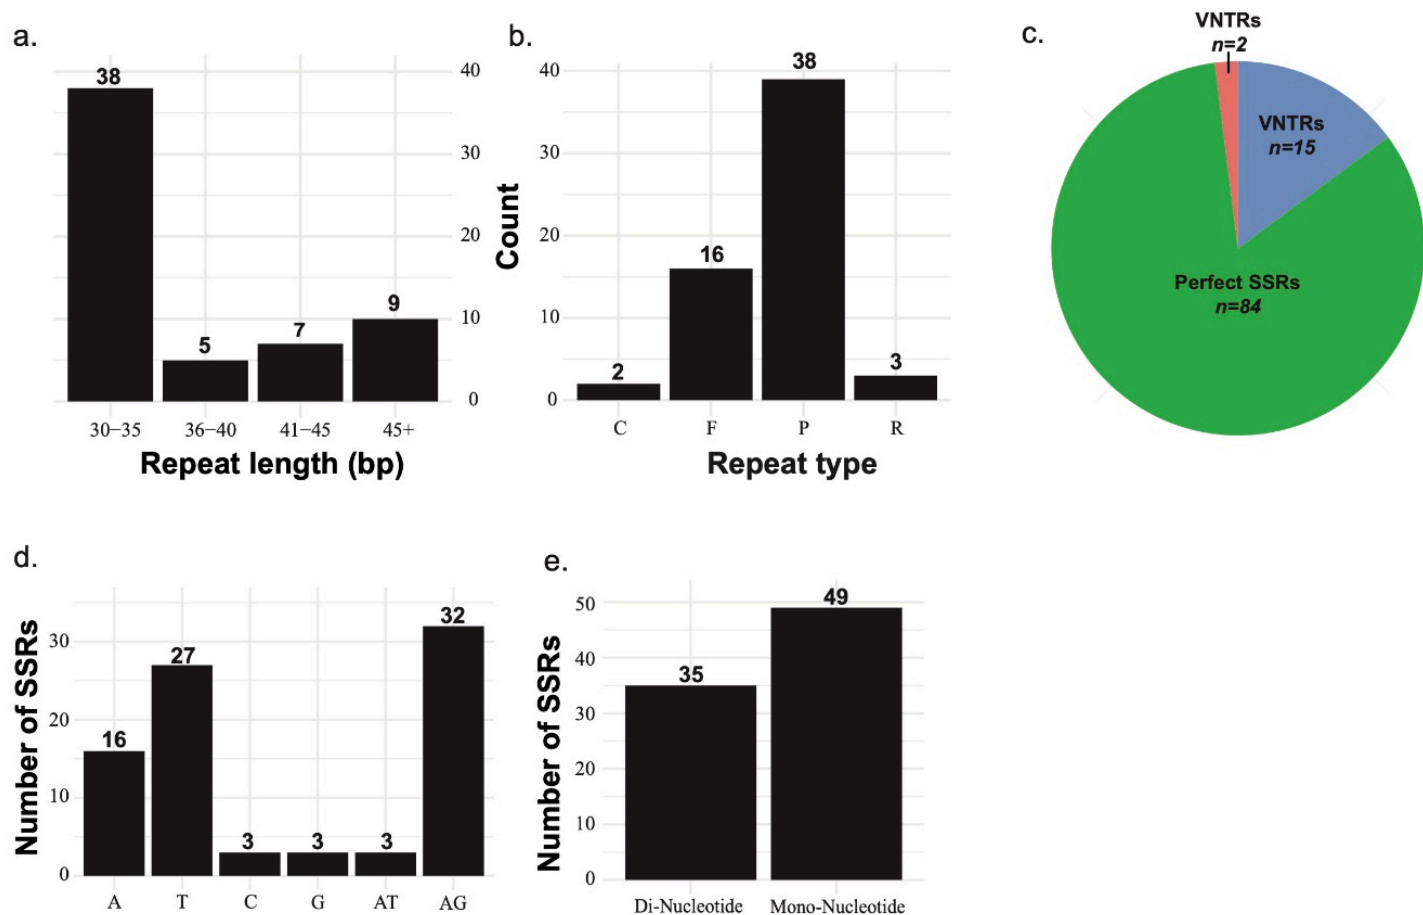 a.
38
5
7
9
40
30
20
10
0
30–35 36–40 41–45 45+
Repeat length (bp)
b.
Count
40
30
20
10
0
2
16
38
3
C F P R
Repeat type
c.
VNTRs
n=2
VNTRs
n=15
Perfect SSRs
n=84
d.
Number of SSRs
30
20
10
0
16
27
3
3
3
32
A T C G AT AG
e.
Number of SSRs
50
40
30
20
10
0
35
49
Di-Nucleotide Mono-Nucleotide